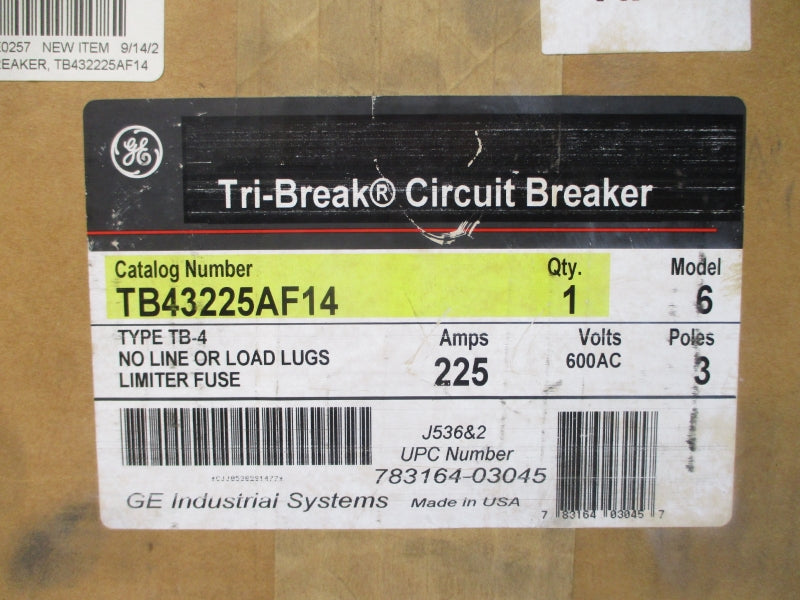 0257 NEW ITEM 9/14/2
EAKER, TB432225AF14
GE
Tri-Break® Circuit Breaker
Catalog Number Qty. Model
TB43225AF14 1 6
TYPE TB-4 Amps Volts Poles
NO LINE OR LOAD LUGS 225 600AC 3
LIMITER FUSE
J536&2
UPC Number
783164-03045
GE Industrial Systems Made in USA
7 83164 03045 7